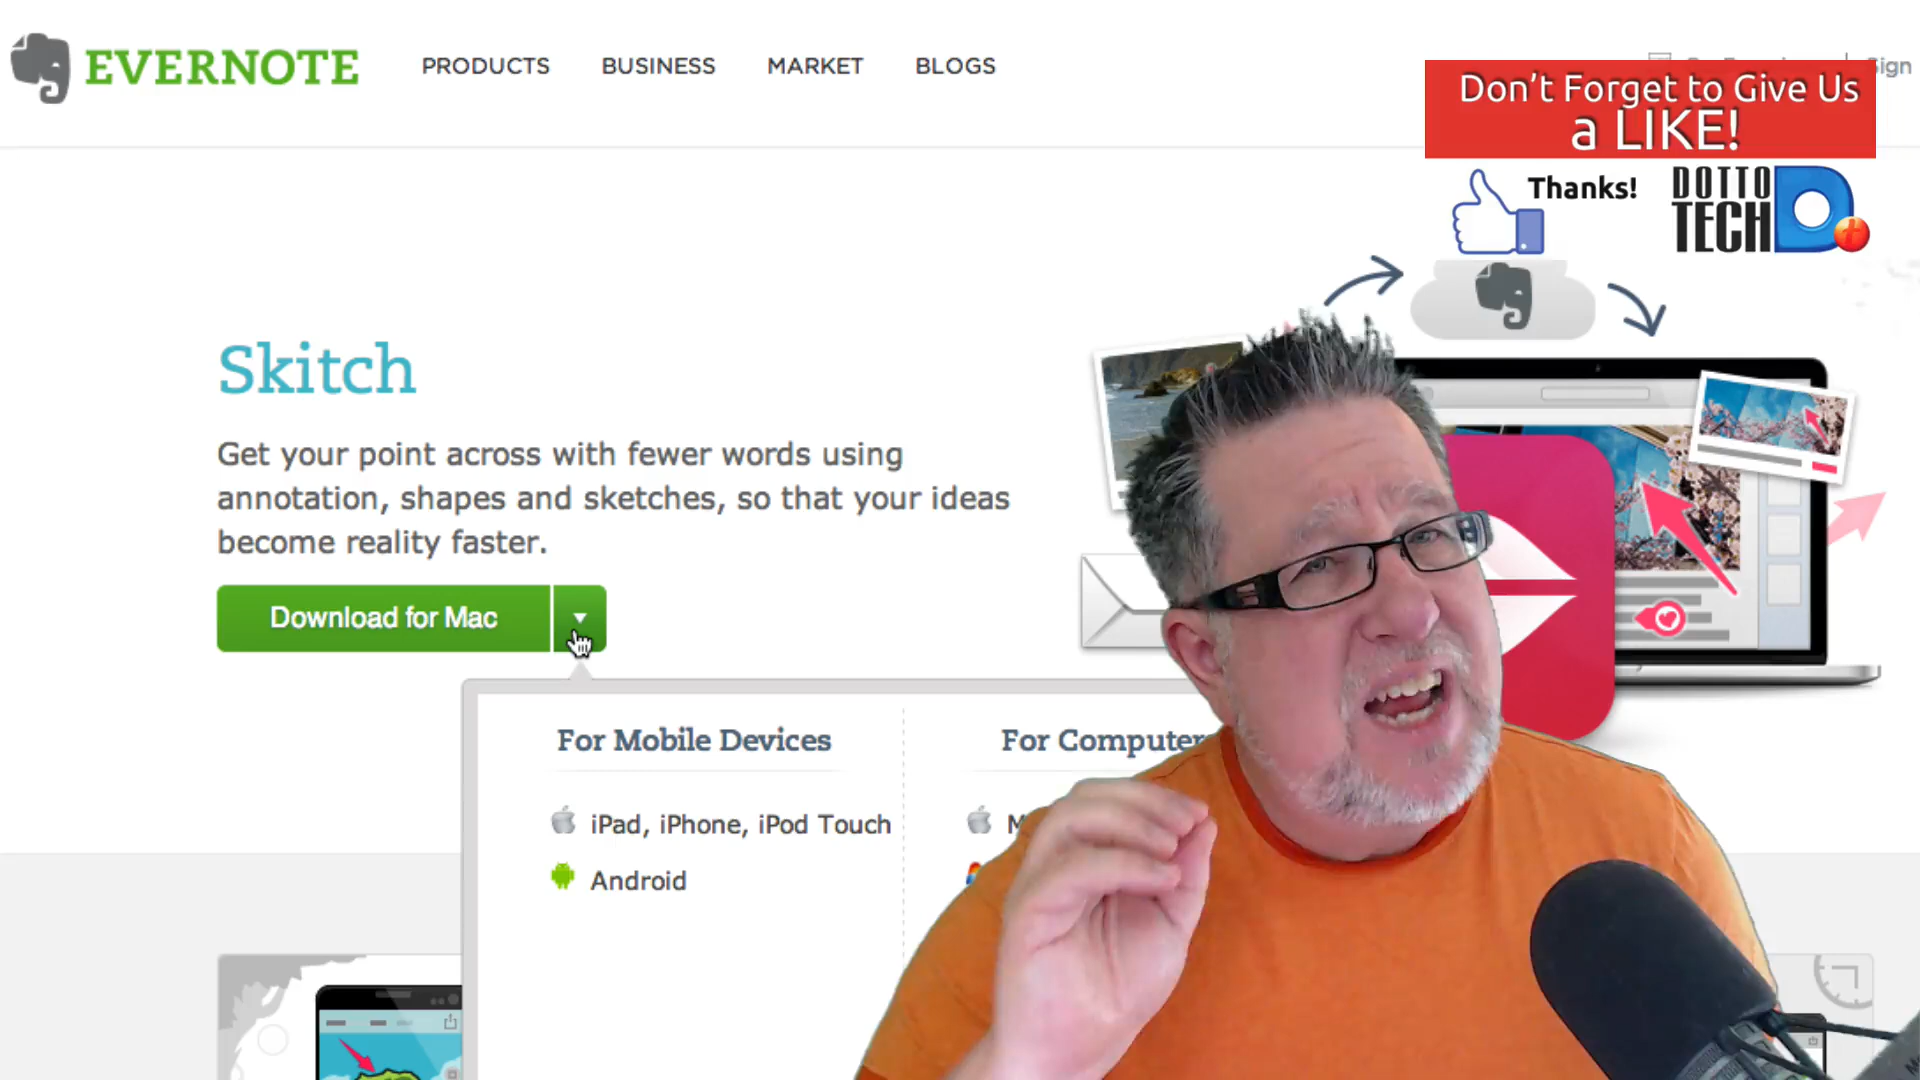 EVERNOTE
PRODUCTS
BUSINESS
MARKET
BLOGS
Sign
Don't Forget to Give Us
a LIKE!
Thanks!
DOTTO
TECH
Skitch
Get your point across with fewer words using
annotation, shapes and sketches, so that your ideas
become reality faster.
Download for Mac
For Mobile Devices
For Computer
iPad, iPhone, iPod Touch
Android